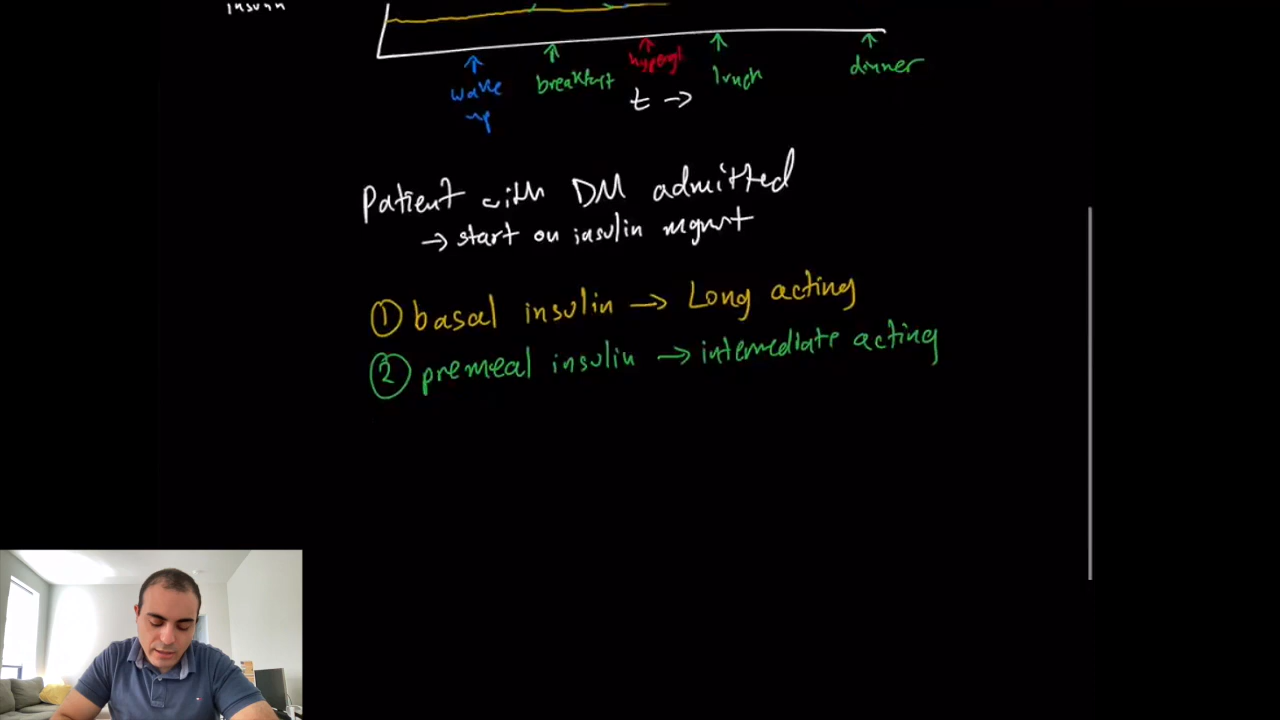 insulin
wake
up
breakfast
hypergl
lunch
dinner
t →
Patient with DM admitted
→ start on insulin mgmt
① basal insulin → Long acting
② premeal insulin → intermediate acting